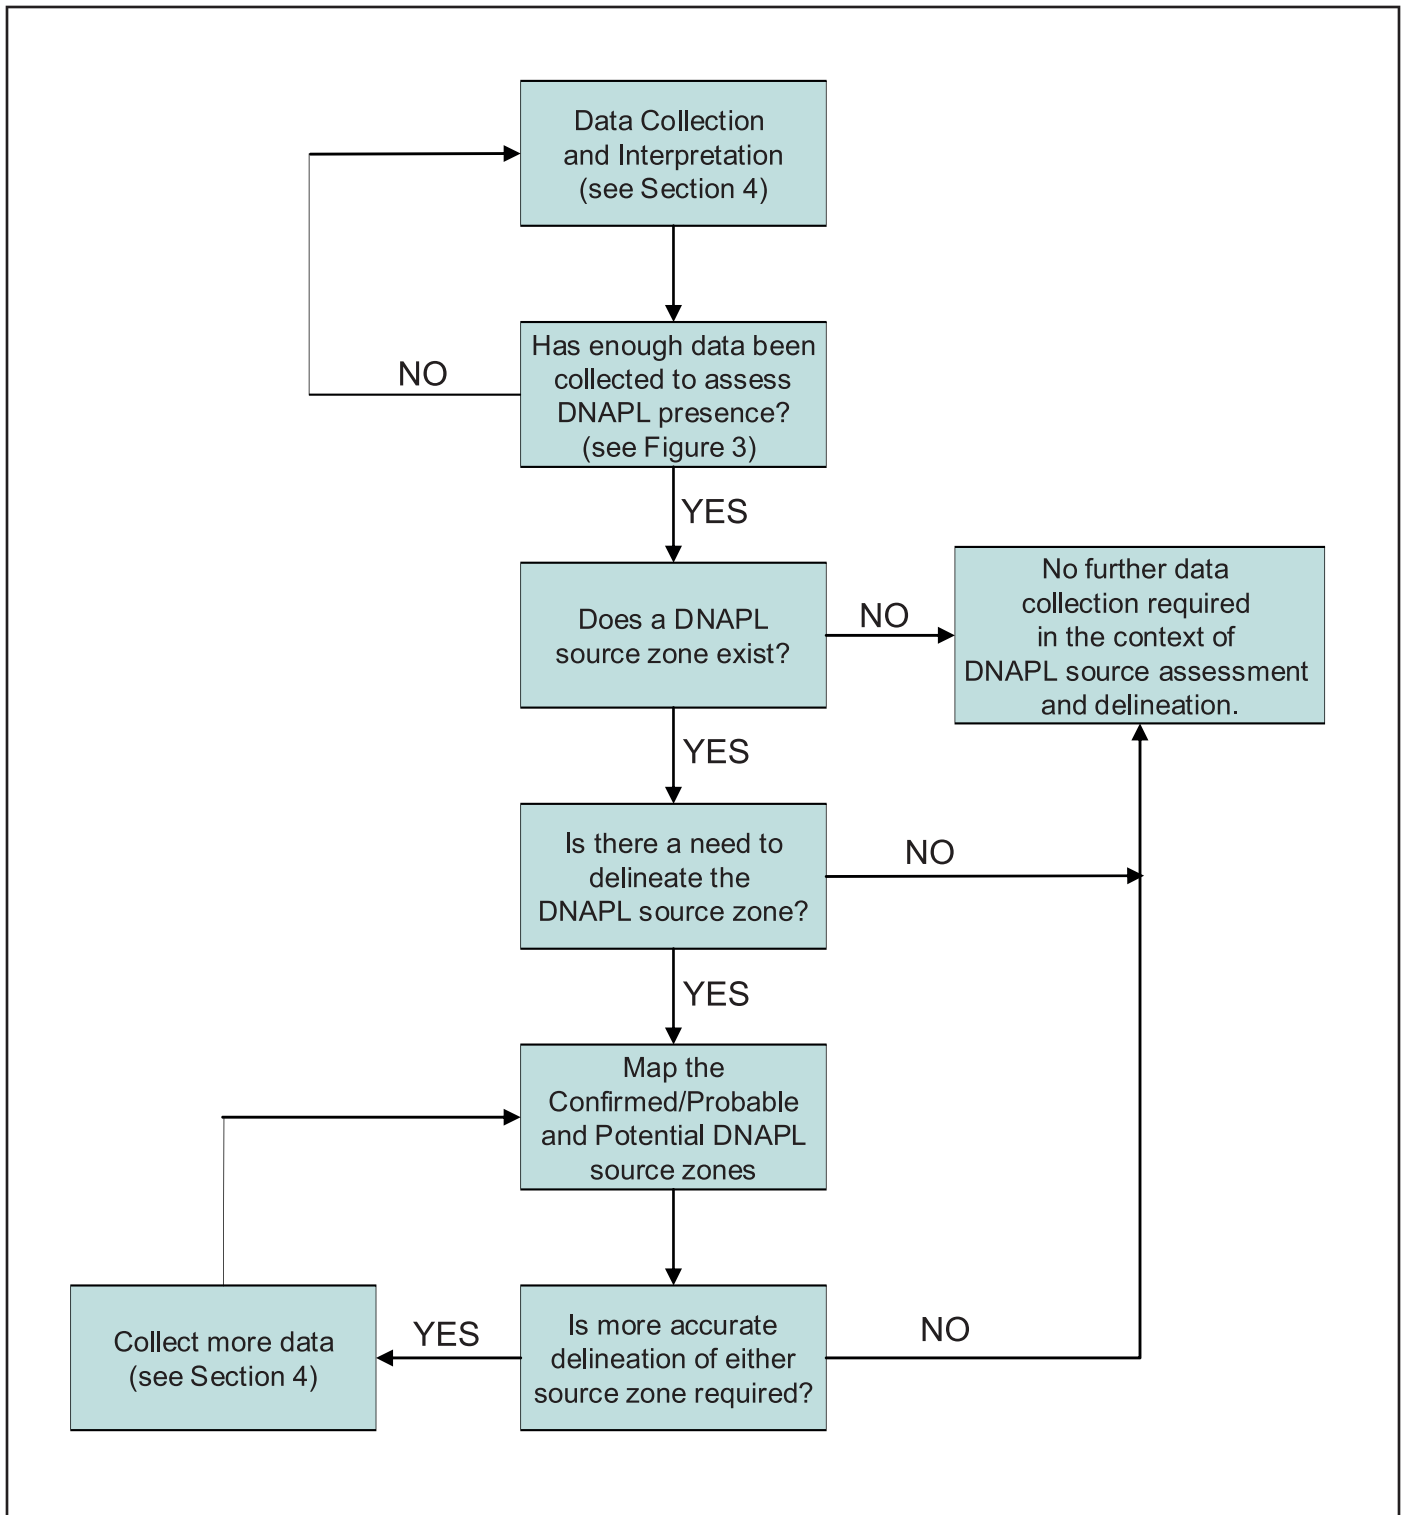 Data Collection
and Interpretation
(see Section 4)
Has enough data been
collected to assess
DNAPL presence?
(see Figure 3)
NO
YES
Does a DNAPL
source zone exist?
NO
No further data
collection required
in the context of
DNAPL source assessment
and delineation.
YES
Is there a need to
delineate the
DNAPL source zone?
NO
YES
Map the
Confirmed/Probable
and Potential DNAPL
source zones
Is more accurate
delineation of either
source zone required?
YES
NO
Collect more data
(see Section 4)